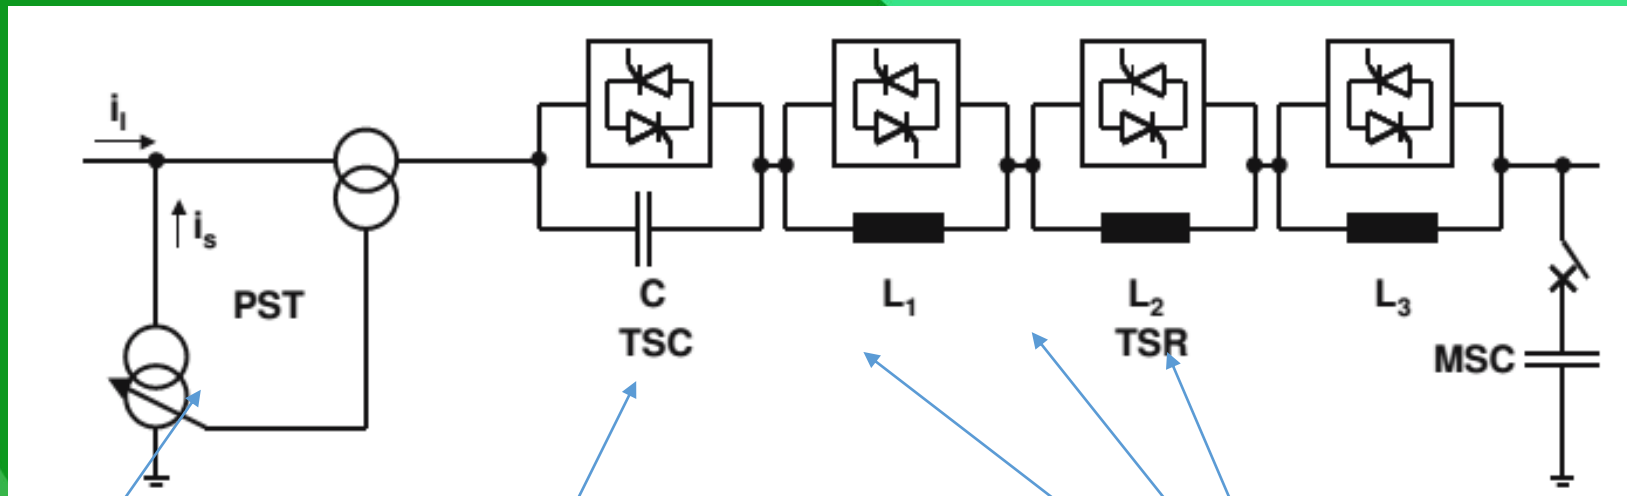 i_l
i_s
PST
C
TSC
L_1
L_2
TSR
L_3
MSC